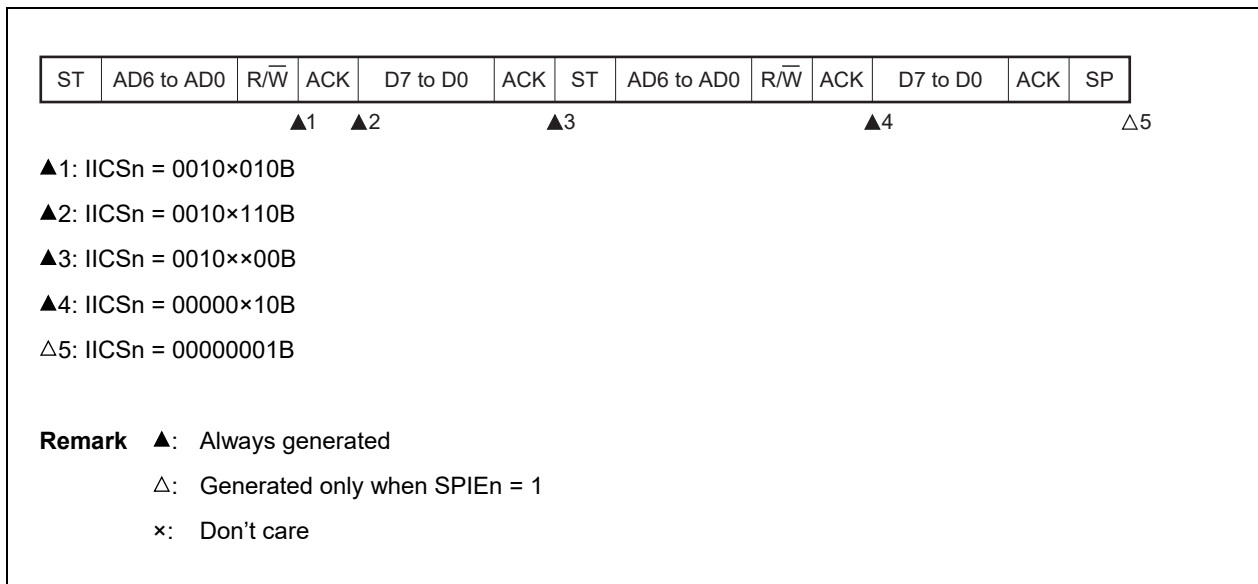 ST AD6 to AD0 R/W̅ ACK D7 to D0 ACK ST AD6 to AD0 R/W̅ ACK D7 to D0 ACK SP
▲1 ▲2 ▲3 ▲4 △5
▲1: IICSn = 0010×010B
▲2: IICSn = 0010×110B
▲3: IICSn = 0010××00B
▲4: IICSn = 00000×10B
△5: IICSn = 00000001B
Remark ▲: Always generated
△: Generated only when SPIEn = 1
×: Don't care